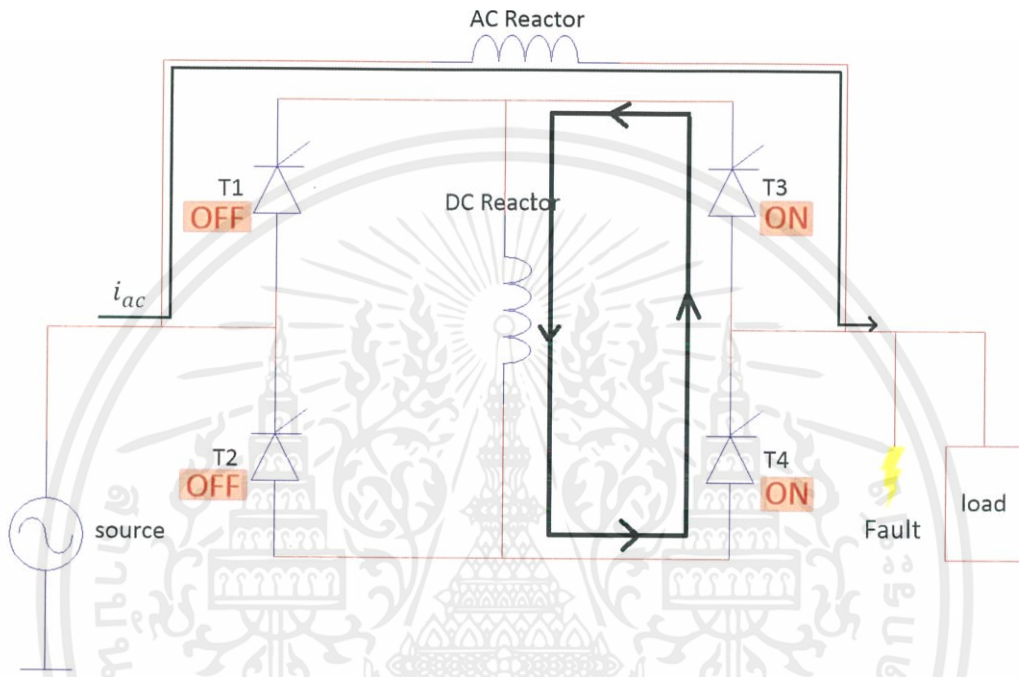 AC Reactor
T1
OFF
DC Reactor
T3
ON
i_ac
T2
OFF
T4
ON
source
Fault
load